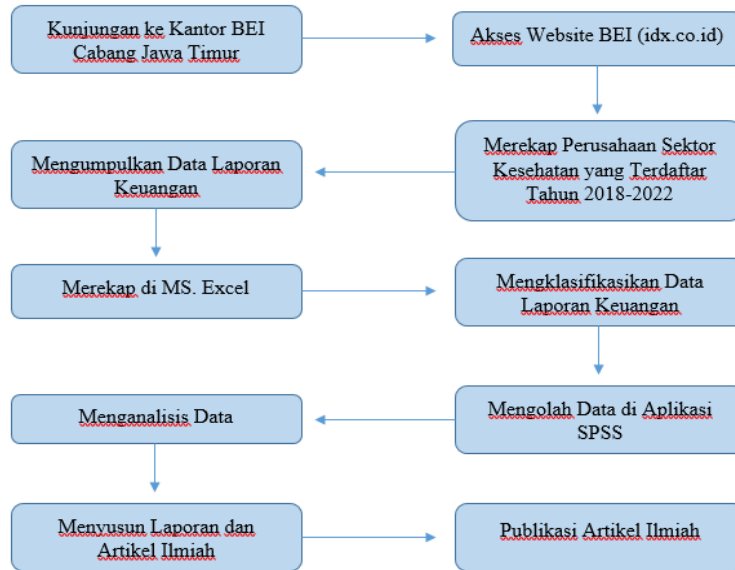 Kunjungan ke Kantor BEI
Cabang Jawa Timur
Akses Website BEI (idx.co.id)
Merekap Perusahaan Sektor
Kesehatan yang Terdaftar
Tahun 2018-2022
Mengumpulkan Data Laporan
Keuangan
Merekap di MS. Excel
Mengklasifikasikan Data
Laporan Keuangan
Mengolah Data di Aplikasi
SPSS
Menganalisis Data
Menyusun Laporan dan
Artikel Ilmiah
Publikasi Artikel Ilmiah